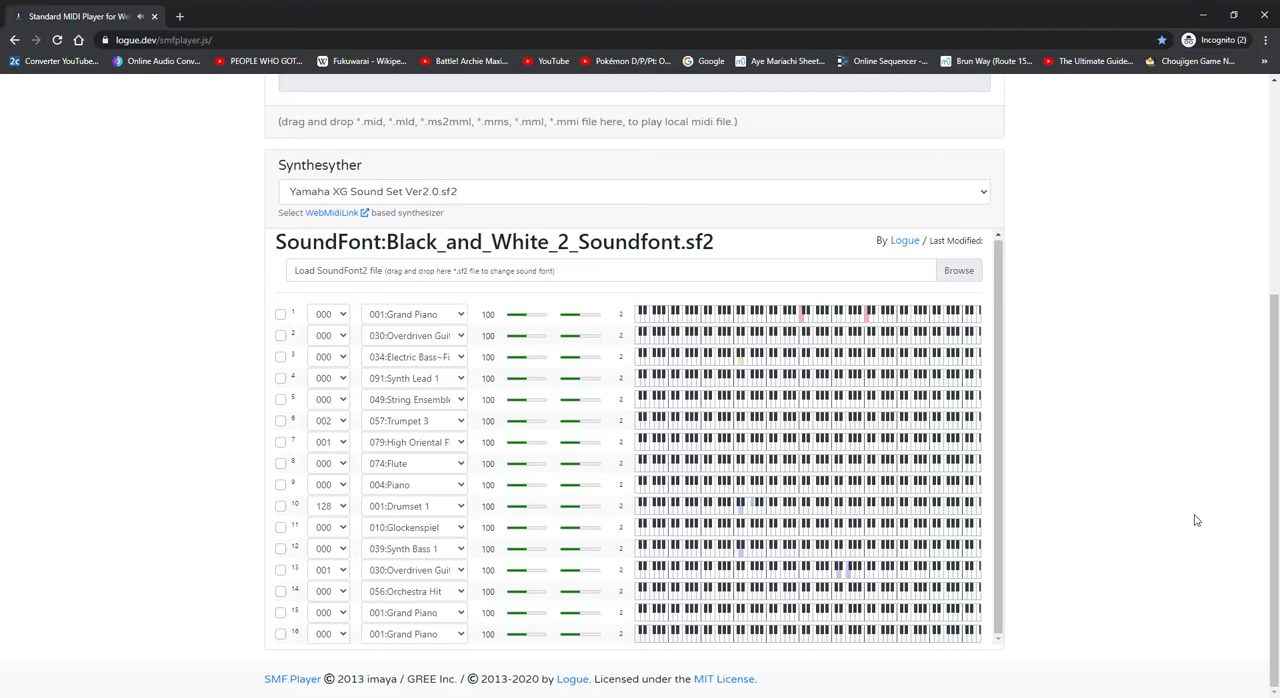 Standard MIDI Player for We
logue.dev/smfplayer.js/
Incognito (2)
Converter YouTube...
Online Audio Conv...
PEOPLE WHO GOT...
Fukuwarai - Wikipe...
Battle! Archie Maxi...
YouTube
Pokémon D/P/Pt: O...
Google
Aye Mariachi Sheet...
Online Sequencer -...
Brun Way (Route 15...
The Ultimate Guide...
Choujigen Game N...
(drag and drop *.mid, *.mld, *.ms2mml, *.mms, *.mml, *.mmi file here, to play local midi file.)
Synthesyther
Yamaha XG Sound Set Ver2.0.sf2
Select WebMidiLink based synthesizer
SoundFont:Black_and_White_2_Soundfont.sf2
By Logue / Last Modified:
Load SoundFont2 file (drag and drop here *.sf2 file to change sound font)
Browse
1 000 001:Grand Piano 100 2
2 000 030:Overdriven Guit 100 2
3 000 034:Electric Bass~Fi 100 2
4 000 091:Synth Lead 1 100 2
5 000 049:String Ensemble 100 2
6 002 057:Trumpet 3 100 2
7 001 079:High Oriental F 100 2
8 000 074:Flute 100 2
9 000 004:Piano 100 2
10 128 001:Drumset 1 100 2
11 000 010:Glockenspiel 100 2
12 000 039:Synth Bass 1 100 2
13 001 030:Overdriven Guit 100 2
14 000 056:Orchestra Hit 100 2
15 000 001:Grand Piano 100 2
16 000 001:Grand Piano 100 2
SMF.Player © 2013 imaya / GREE Inc. / © 2013-2020 by Logue. Licensed under the MIT License.